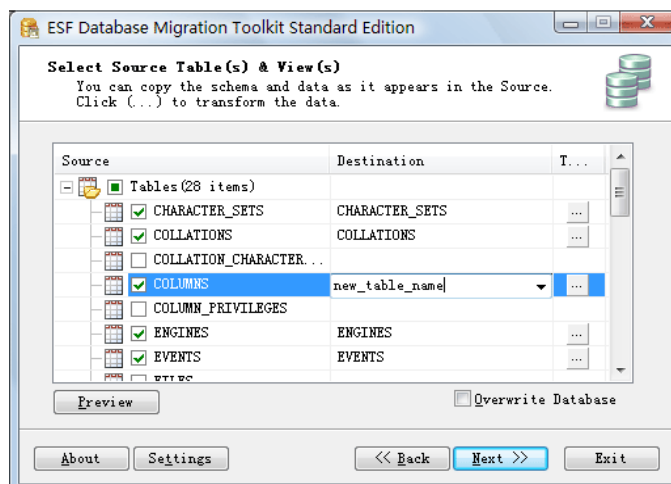 ESF Database Migration Toolkit Standard Edition
Select Source Table(s) & View(s)
You can copy the schema and data as it appears in the Source.
Click (...) to transform the data.
Source Destination T...
Tables(28 items)
CHARACTER_SETS CHARACTER_SETS ...
COLLATIONS COLLATIONS ...
COLLATION_CHARACTER...
COLUMNS new_table_name ...
COLUMN_PRIVILEGES
ENGINES ENGINES ...
EVENTS EVENTS ...
FILES
Preview Overwrite Database
About Settings << Back Next >> Exit